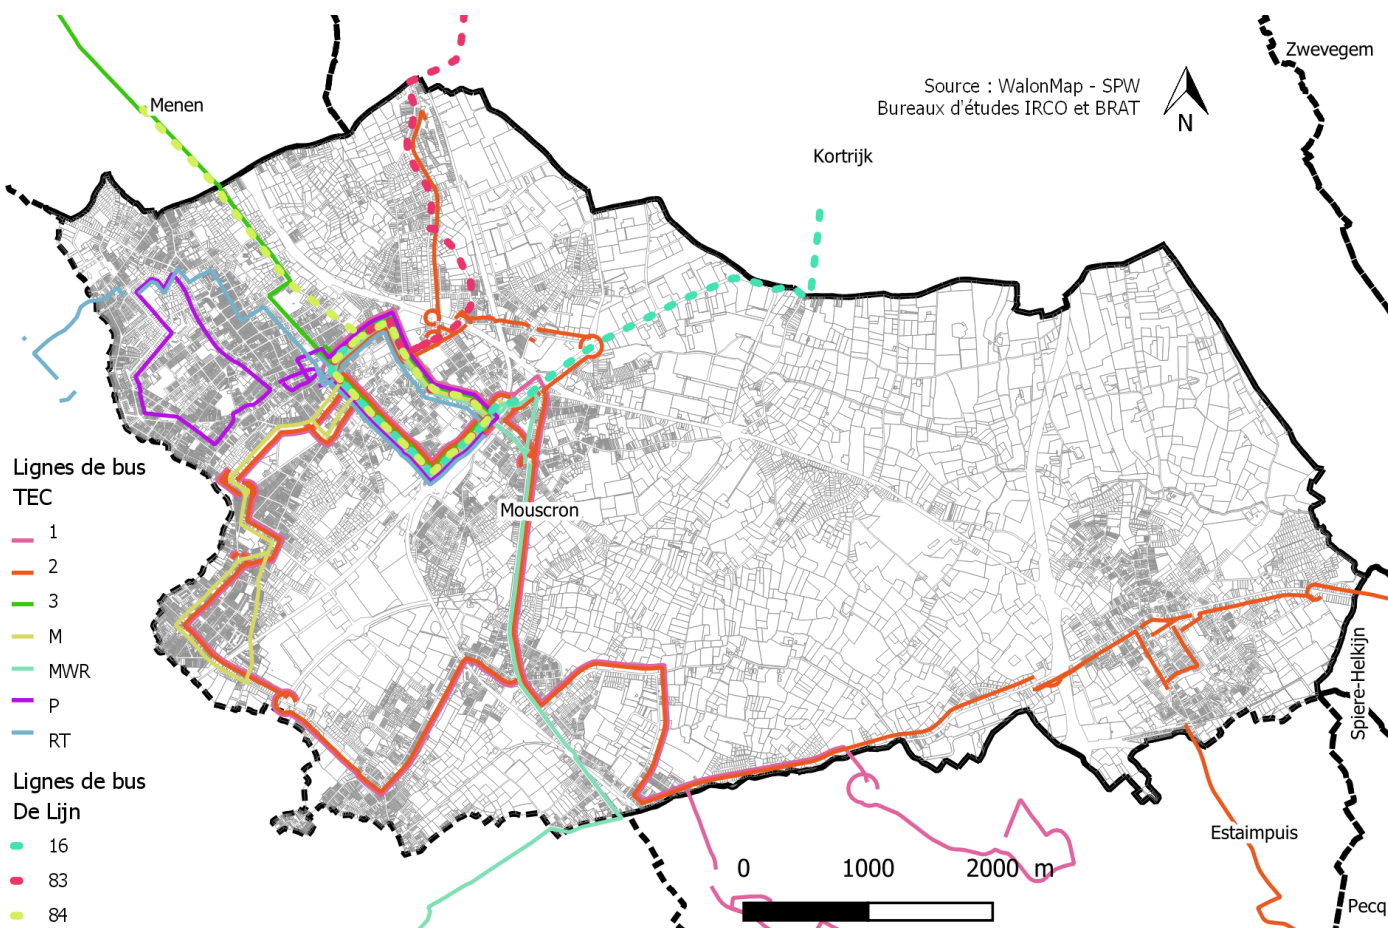 Zwevegem
Source : WalonMap - SPW
Bureaux d'études IRCO et BRAT
N
Menen
Kortrijk
Lignes de bus
TEC
1
2
3
M
MWR
P
RT
Lignes de bus
De Lijn
16
83
84
Mouscron
Spiere-Helkijn
Estaimpuis
0 1000 2000 m
Pecq